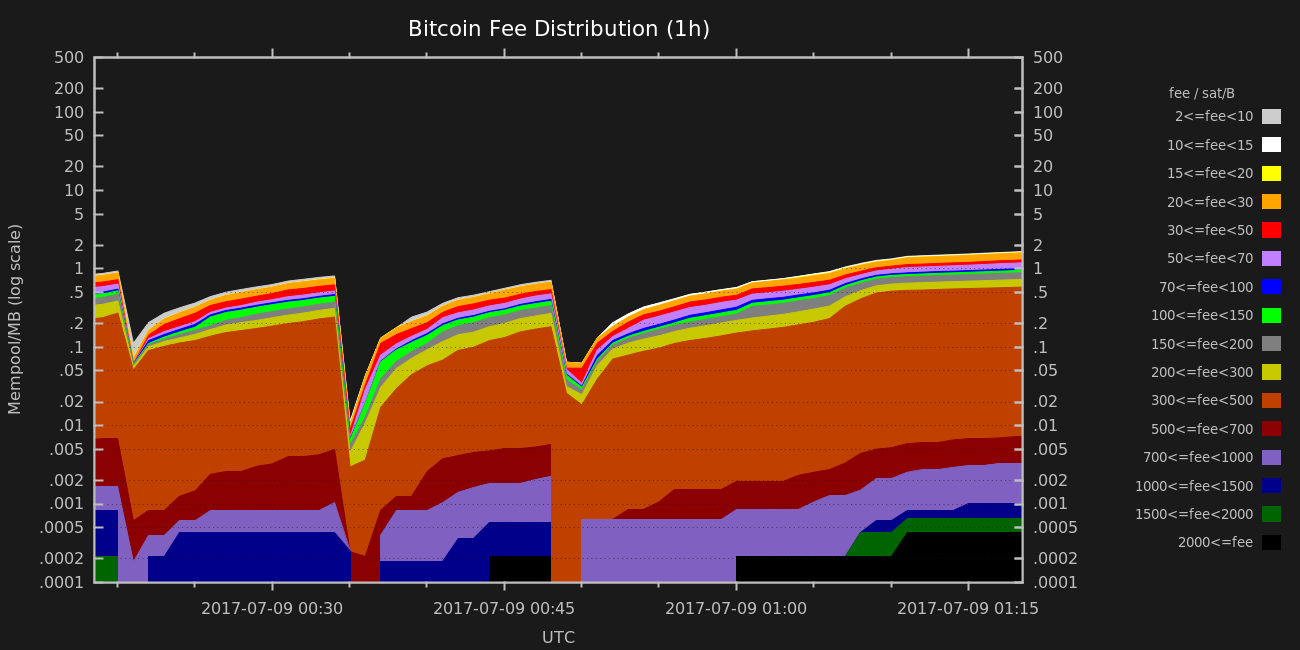 Bitcoin Fee Distribution (1h)
500
200
100
50
20
10
5
2
1
.5
.2
.1
.05
.02
.01
.005
.002
.001
.0005
.0002
.0001
Mempool/MB (log scale)
500
200
100
50
20
10
5
2
1
.5
.2
.1
.05
.02
.01
.005
.002
.001
.0005
.0002
.0001
2017-07-09 00:30
2017-07-09 00:45
2017-07-09 01:00
2017-07-09 01:15
UTC
fee / sat/B
2<=fee<10
10<=fee<15
15<=fee<20
20<=fee<30
30<=fee<50
50<=fee<70
70<=fee<100
100<=fee<150
150<=fee<200
200<=fee<300
300<=fee<500
500<=fee<700
700<=fee<1000
1000<=fee<1500
1500<=fee<2000
2000<=fee